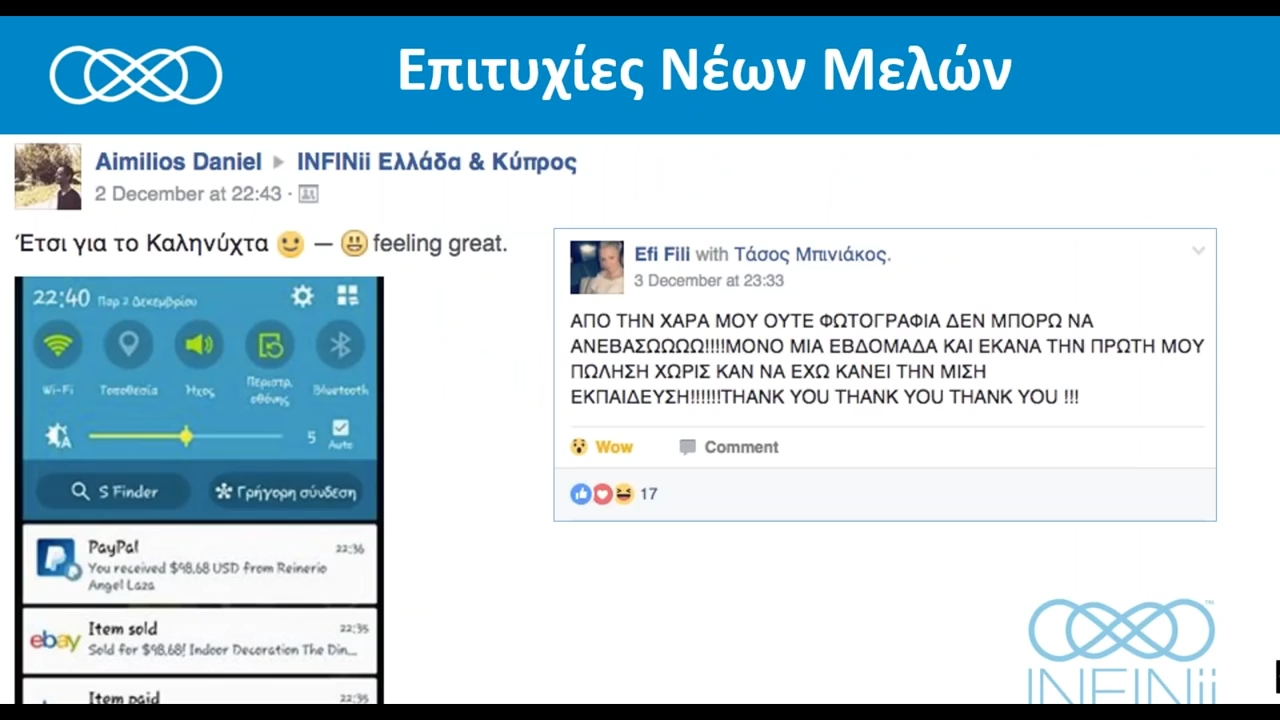 Επιτυχίες Νέων Μελών
Aimilios Daniel ▶ INFINii Ελλάδα & Κύπρος
2 December at 22:43 ·
Έτσι για το Καληνύχτα 😉 — 😃 feeling great.
22:40 Παρ 2 Δεκεμβρίου
Wi-Fi Τοποθεσία Ήχος Περιστρ. οθόνης Bluetooth
5 Auto
S Finder Γρήγορη σύνδεση
PayPal 22:36
You received $98.68 USD from Reinerio
Angel Laza
ebay Item sold 22:35
Sold for $98.68! Indoor Decoration The Din...
Item paid 22:35
Efi Fili with Τάσος Μπινιάκος.
3 December at 23:33
ΑΠΟ ΤΗΝ ΧΑΡΑ ΜΟΥ ΟΥΤΕ ΦΩΤΟΓΡΑΦΙΑ ΔΕΝ ΜΠΟΡΩ ΝΑ
ΑΝΕΒΑΣΩΩΩΩ!!!!ΜΟΝΟ ΜΙΑ ΕΒΔΟΜΑΔΑ ΚΑΙ ΕΚΑΝΑ ΤΗΝ ΠΡΩΤΗ ΜΟΥ
ΠΩΛΗΣΗ ΧΩΡΙΣ ΚΑΝ ΝΑ ΕΧΩ ΚΑΝΕΙ ΤΗΝ ΜΙΣΗ
ΕΚΠΑΙΔΕΥΣΗ!!!!!!THANK YOU THANK YOU THANK YOU !!!
Wow Comment
17
INFINii